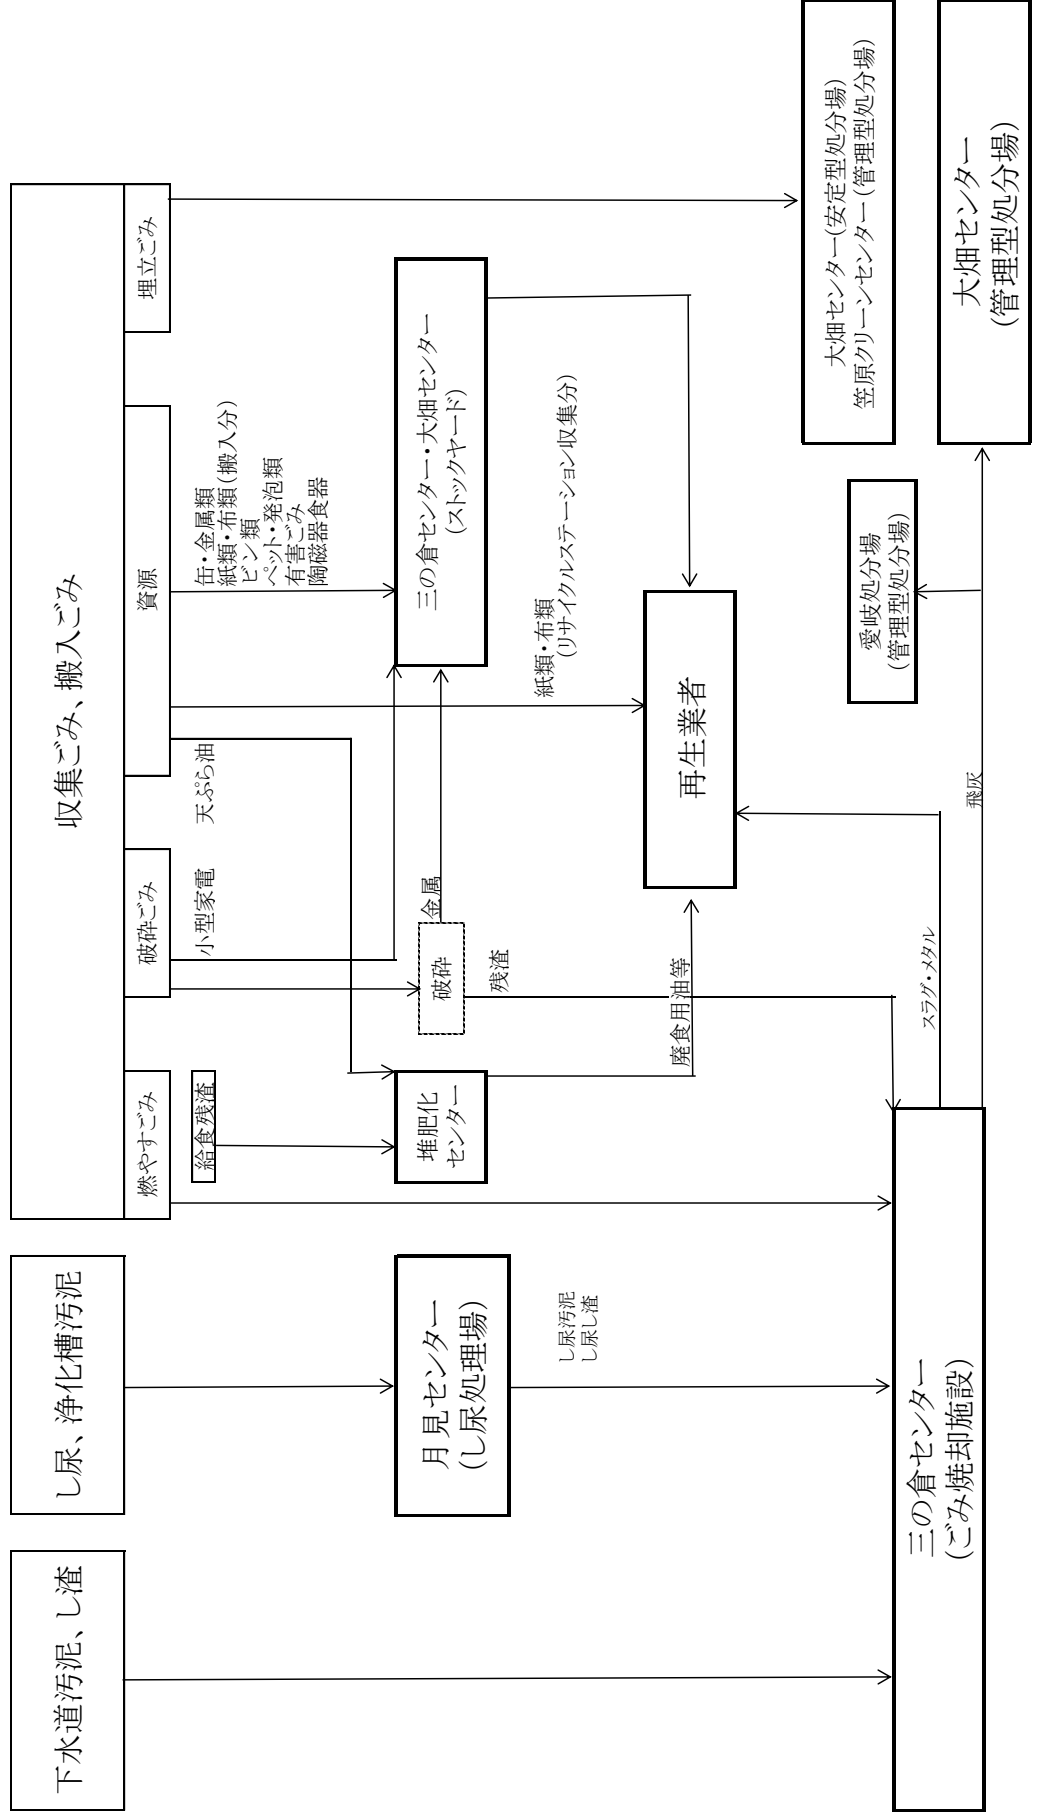 下水道汚泥、し渣
し尿、浄化槽汚泥
収集ごみ、搬入ごみ
燃やすごみ
破砕ごみ
資源
埋立ごみ
給食残渣
小型家電
天ぷら油
缶・金属類
紙類・布類(搬入分)
ビン類
ペット・発泡類
有害ごみ
陶磁器食器
月見センター
(し尿処理場)
堆肥化
センター
破砕
金属
残渣
三の倉センター・大畑センター
(ストックヤード)
し尿汚泥
し尿し渣
紙類・布類
(リサイクルステーション収集分)
廃食用油等
再生業者
三の倉センター
(ごみ焼却施設)
スラグ・メタル
飛灰
愛岐処分場
(管理型処分場)
大畑センター(安定型処分場)
笠原クリーンセンター(管理型処分場)
大畑センター
(管理型処分場)